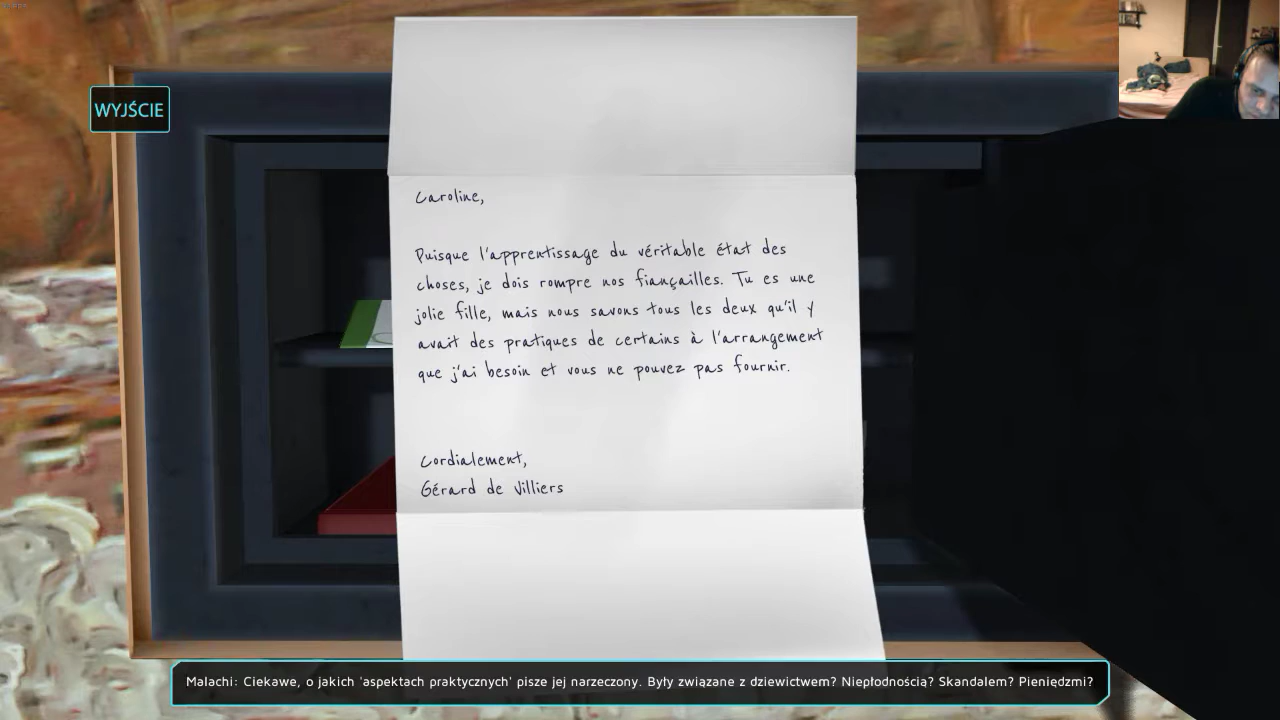 WYJŚCIE
Caroline,
Puisque l'apprentissage du véritable état des
choses, je dois rompre nos fiançailles. Tu es une
jolie fille, mais nous savons tous les deux qu'il y
avait des pratiques de certains à l'arrangement
que j'ai besoin et vous ne pouvez pas fournir.
Cordialement,
Gérard de Villiers
Malachi: Ciekawe, o jakich 'aspektach praktycznych' pisze jej narzeczony. Były związane z dziewictwem? Niepłodnością? Skandalem? Pieniędzmi?